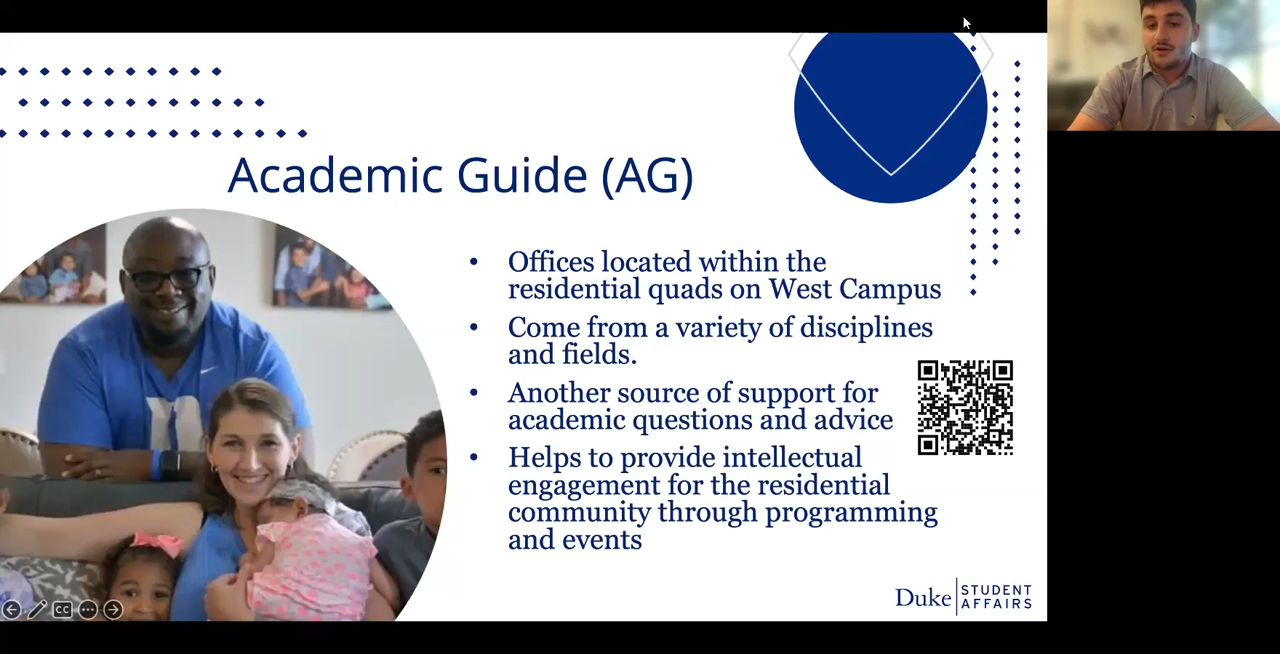 Academic Guide (AG)
• Offices located within the
residential quads on West Campus
• Come from a variety of disciplines
and fields.
• Another source of support for
academic questions and advice
• Helps to provide intellectual
engagement for the residential
community through programming
and events
CC
Duke STUDENT
AFFAIRS